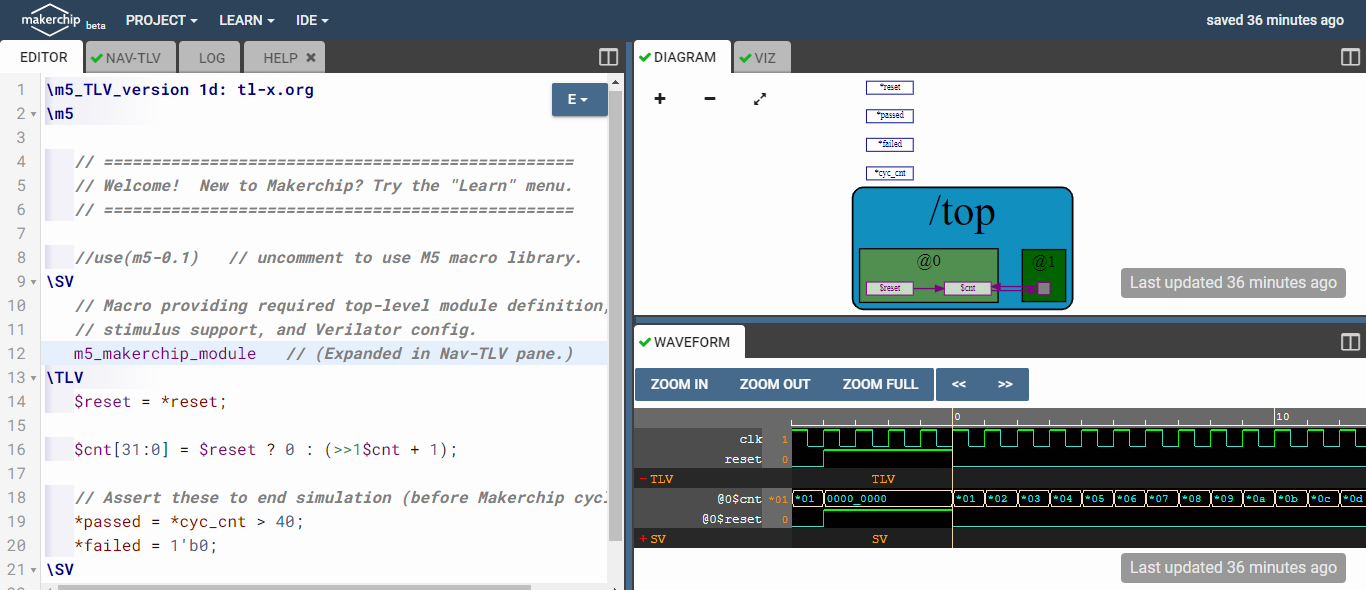 makerchip beta PROJECT LEARN IDE saved 36 minutes ago
EDITOR NAV-TLV LOG HELP
1 \m5_TLV_version 1d: tl-x.org
E
2 \m5
3
4 // =================================================
5 // Welcome!  New to Makerchip? Try the "Learn" menu.
6 // =================================================
7
8 //use(m5-0.1)   // uncomment to use M5 macro library.
9 \SV
10 // Macro providing required top-level module definition,
11 // stimulus support, and Verilator config.
12 m5_makerchip_module   // (Expanded in Nav-TLV pane.)
13 \TLV
14 $reset = *reset;
15
16 $cnt[31:0] = $reset ? 0 : (>>1$cnt + 1);
17
18 // Assert these to end simulation (before Makerchip cycl
19 *passed = *cyc_cnt > 40;
20 *failed = 1'b0;
21 \SV
DIAGRAM VIZ
+ −
*reset
*passed
*failed
*cyc_cnt
/top
@0 @1
$reset $cnt
Last updated 36 minutes ago
WAVEFORM
ZOOM IN ZOOM OUT ZOOM FULL << >>
0 10
clk 1
reset 0
- TLV TLV
@0$cnt *01 *01 0000_0000 *01 *02 *03 *04 *05 *06 *07 *08 *09 *0a *0b *0c *0d
@0$reset 0
+ SV SV
Last updated 36 minutes ago